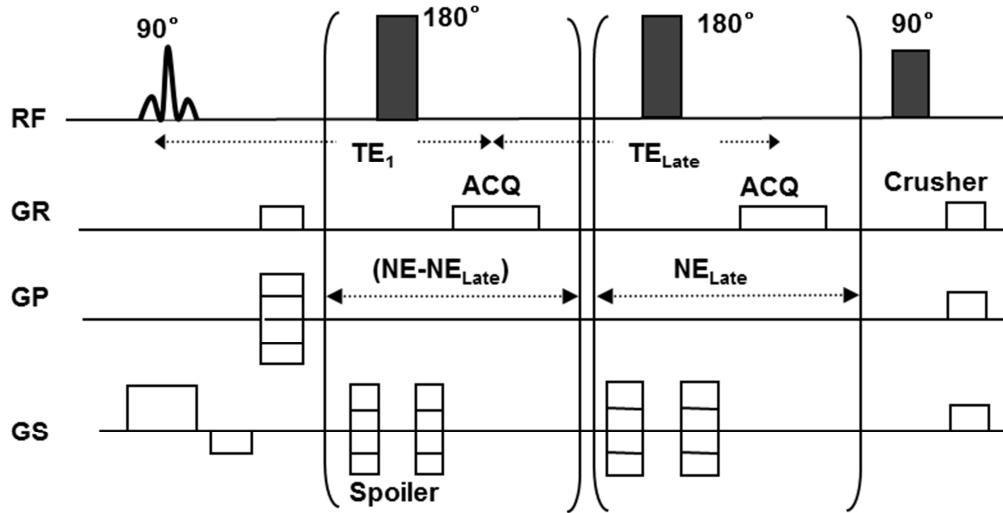 90° 180° 180° 90°
RF
TE1 TELate
ACQ ACQ Crusher
GR
(NE-NELate) NELate
GP
GS
Spoiler